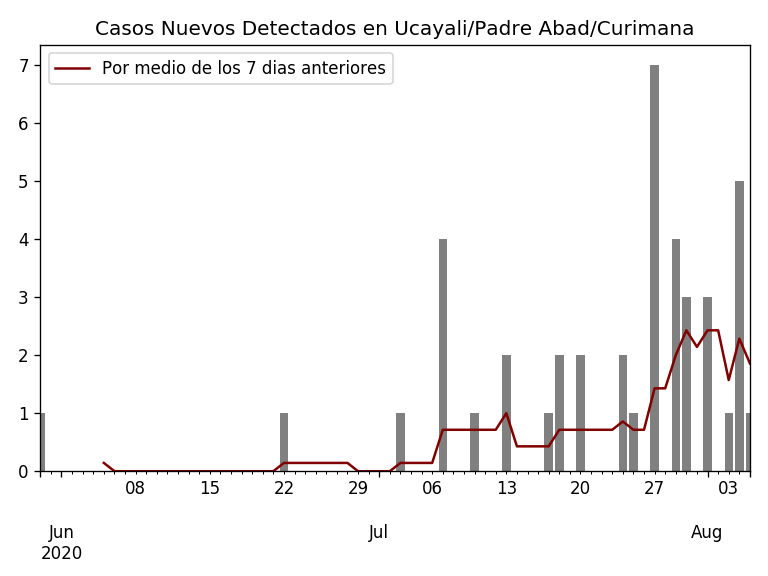 Casos Nuevos Detectados en Ucayali/Padre Abad/Curimana
Por medio de los 7 dias anteriores
7
6
5
4
3
2
1
0
08 15 22 29 06 13 20 27 03
Jun Jul Aug
2020